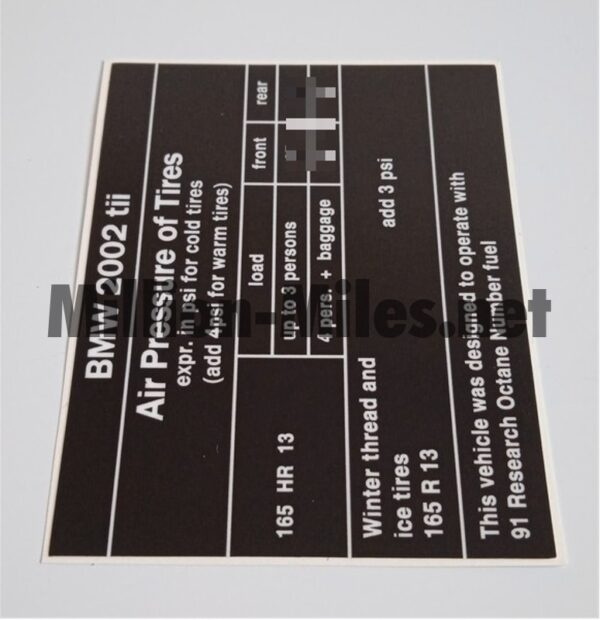 BMW 2002 tii
Air Pressure of Tires
expr. in psi for cold tires
(add 4psi for warm tires)
165 HR 13
load front rear
up to 3 persons
4 pers. + baggage
Winter thread and
ice tires
165 R 13
add 3 psi
This vehicle was designed to operate with
91 Research Octane Number fuel
Million-Miles.net